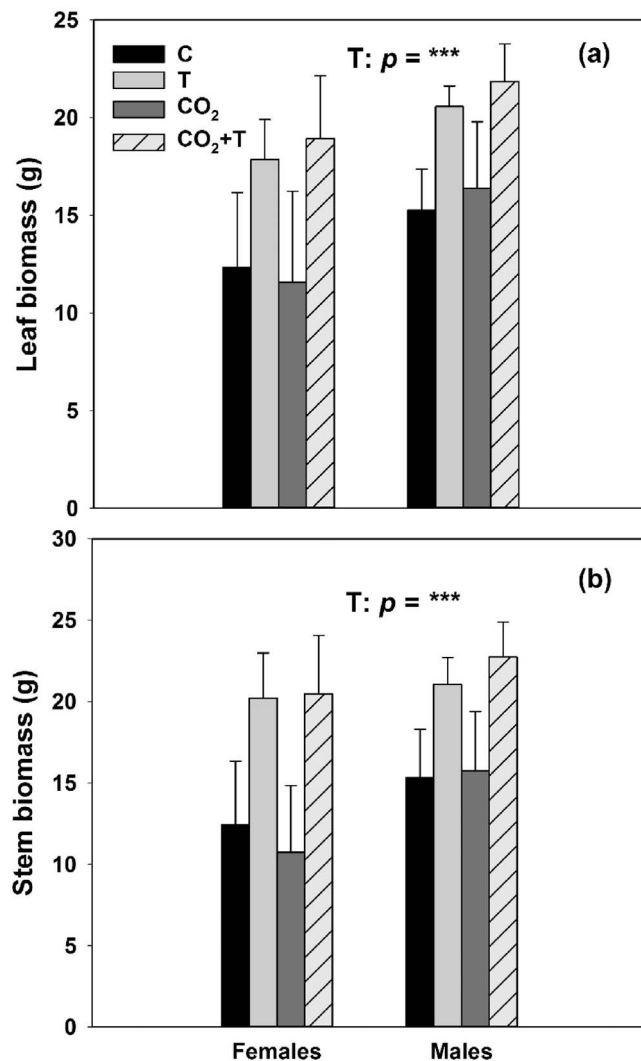 25
20
15
10
5
0
Leaf biomass (g)
C
T
CO₂
CO₂+T
T: p = ***
(a)
30
25
20
15
10
5
0
Stem biomass (g)
T: p = ***
(b)
Females Males